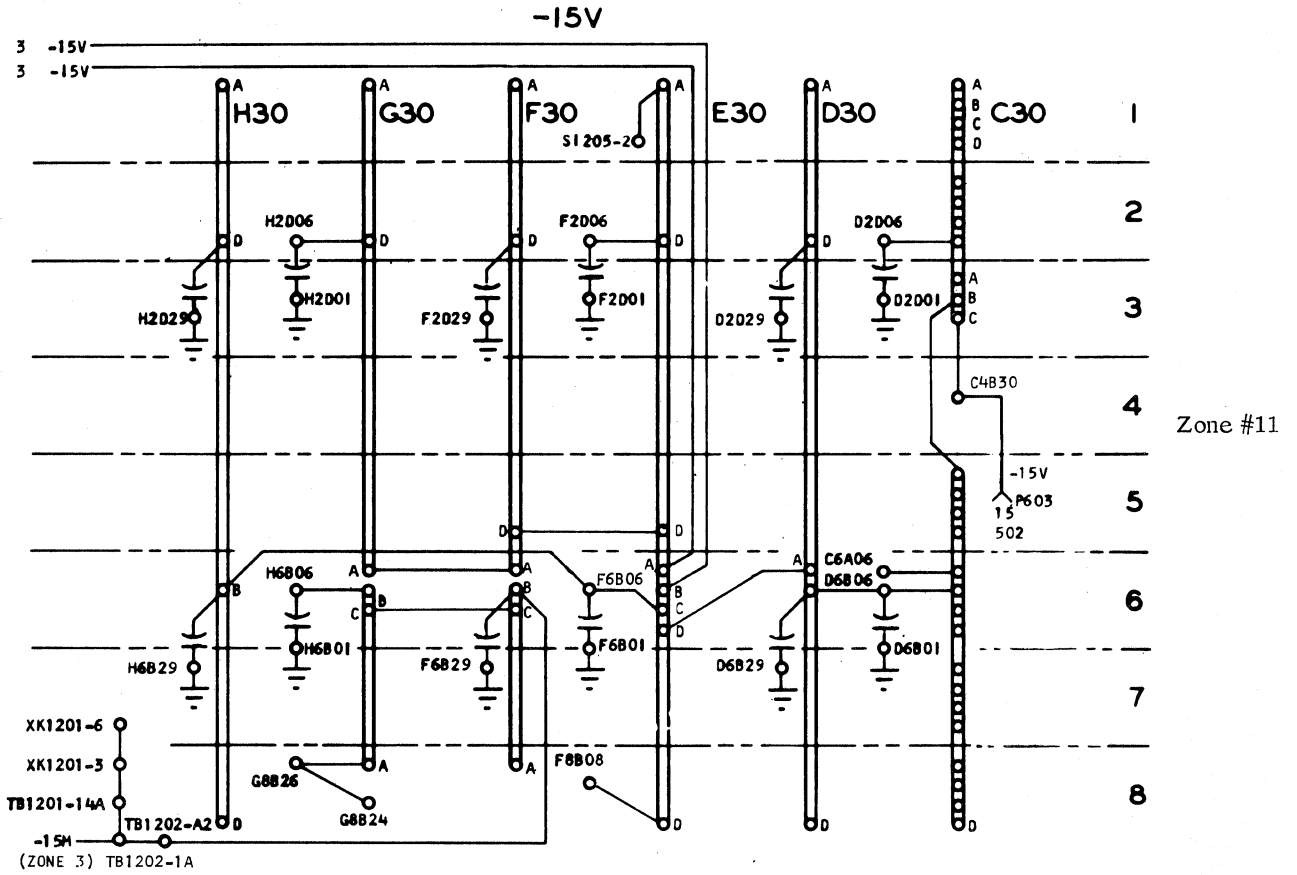 -15V
3 -15V
3 -15V
A A A A A A
H30 G30 F30 E30 D30 C30 1
B
C
S1205-2 D
2
H2D06 F2D06 D2D06
D D D D D
A
H2D01 F2D01 D2D01 B 3
H2D29 F2D29 D2D29 C
C4B30
4
Zone #11
-15V
5
P603
15
502
D D
A A A A C6A06
B H6B06 B F6B06 B D6B06
B C C C 6
D
H6B01 F6B01 D6B01
H6B29 F6B29 D6B29
7
XK1201-6
XK1201-3 G8B26 A A F8B08
8
TB1201-14A
G8B24
TB1202-A2 D D D D
-15M
(ZONE 3) TB1202-1A